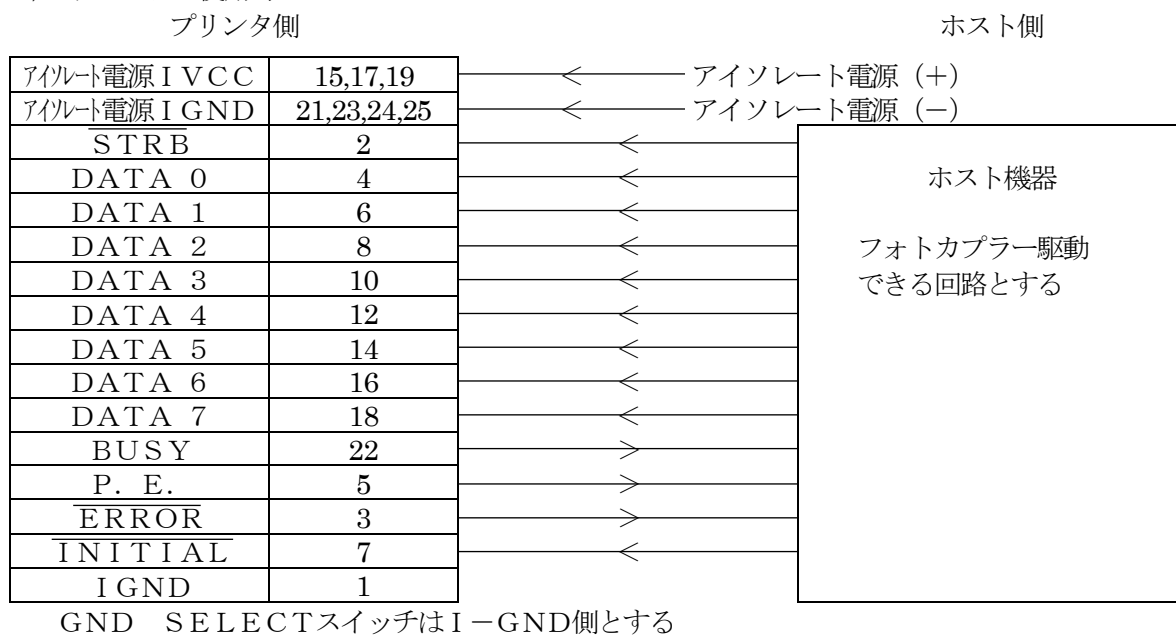 プリンタ側 ホスト側
アイソレート電源IVCC 15,17,19 アイソレート電源（＋）
アイソレート電源IGND 21,23,24,25 アイソレート電源（－）
STRB 2
DATA 0 4 ホスト機器
DATA 1 6
DATA 2 8 フォトカプラー駆動
DATA 3 10 できる回路とする
DATA 4 12
DATA 5 14
DATA 6 16
DATA 7 18
BUSY 22
P. E. 5
ERROR 3
INITIAL 7
IGND 1
GND SELECTスイッチはI－GND側とする